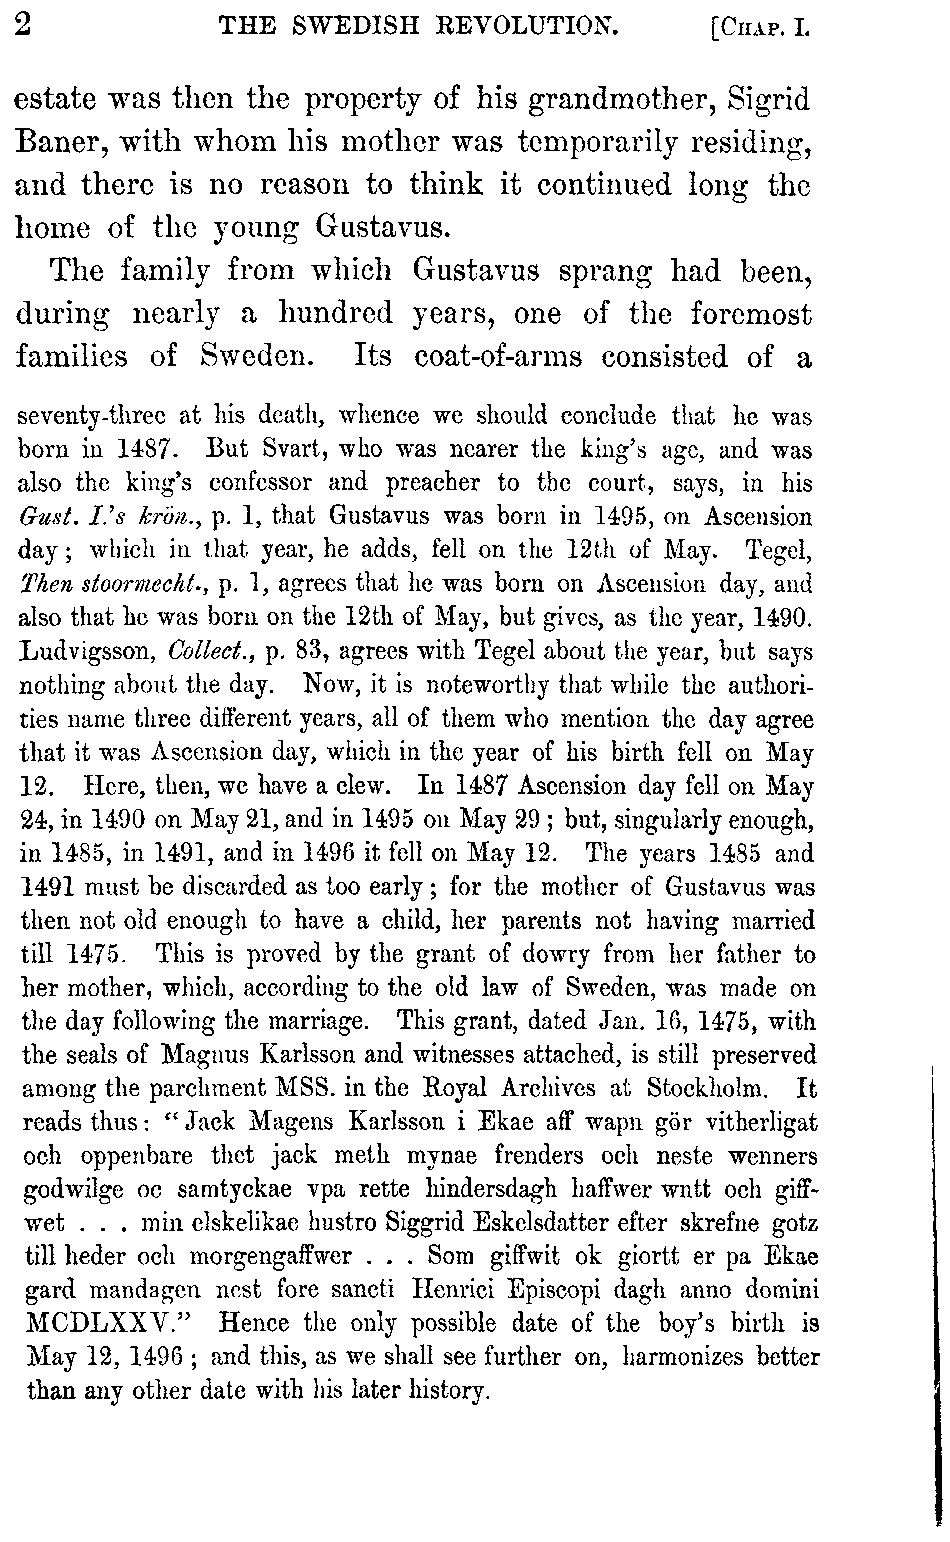 2 THE SWEDISH REVOLUTION. [CHAP. I.
estate was then the property of his grandmother, Sigrid
Baner, with whom his mother was temporarily residing,
and there is no reason to think it continued long the
home of the young Gustavus.
The family from which Gustavus sprang had been,
during nearly a hundred years, one of the foremost
families of Sweden. Its coat-of-arms consisted of a
seventy-three at his death, whence we should conclude that he was
born in 1487. But Svart, who was nearer the king's age, and was
also the king's confessor and preacher to the court, says, in his
Gust. I.'s krön., p. 1, that Gustavus was born in 1495, on Ascension
day; which in that year, he adds, fell on the 12th of May. Tegel,
Then stoormecht., p. 1, agrees that he was born on Ascension day, and
also that he was born on the 12th of May, but gives, as the year, 1490.
Ludvigsson, Collect., p. 83, agrees with Tegel about the year, but says
nothing about the day. Now, it is noteworthy that while the authori-
ties name three different years, all of them who mention the day agree
that it was Ascension day, which in the year of his birth fell on May
12. Here, then, we have a clew. In 1487 Ascension day fell on May
24, in 1490 on May 21, and in 1495 on May 29; but, singularly enough,
in 1485, in 1491, and in 1496 it fell on May 12. The years 1485 and
1491 must be discarded as too early; for the mother of Gustavus was
then not old enough to have a child, her parents not having married
till 1475. This is proved by the grant of dowry from her father to
her mother, which, according to the old law of Sweden, was made on
the day following the marriage. This grant, dated Jan. 16, 1475, with
the seals of Magnus Karlsson and witnesses attached, is still preserved
among the parchment MSS. in the Royal Archives at Stockholm. It
reads thus: "Jack Magens Karlsson i Ekae aff wapn gör vitherligat
och oppenbare thet jack meth mynae frenders och neste wenners
godwilge oc samtyckae vpa rette hindersdagh haffwer wntt och giff-
wet . . . min elskelikae hustro Siggrid Eskelsdatter efter skrefne gotz
till heder och morgengaffwer . . . Som giffwit ok giortt er pa Ekae
gard mandagen nest fore sancti Henrici Episcopi dagh anno domini
MCDLXXV." Hence the only possible date of the boy's birth is
May 12, 1496; and this, as we shall see further on, harmonizes better
than any other date with his later history.